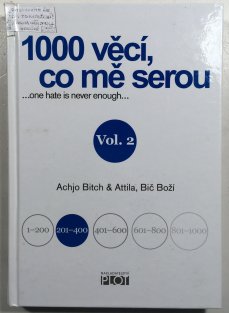 1000 věcí,
co mě serou
...one hate is never enough...
Vol. 2
Achjo Bitch & Attila, Bič Boží
1–200 201–400 401–600 601–800 801–1000
NAKLADATELSTVÍ
PLOT